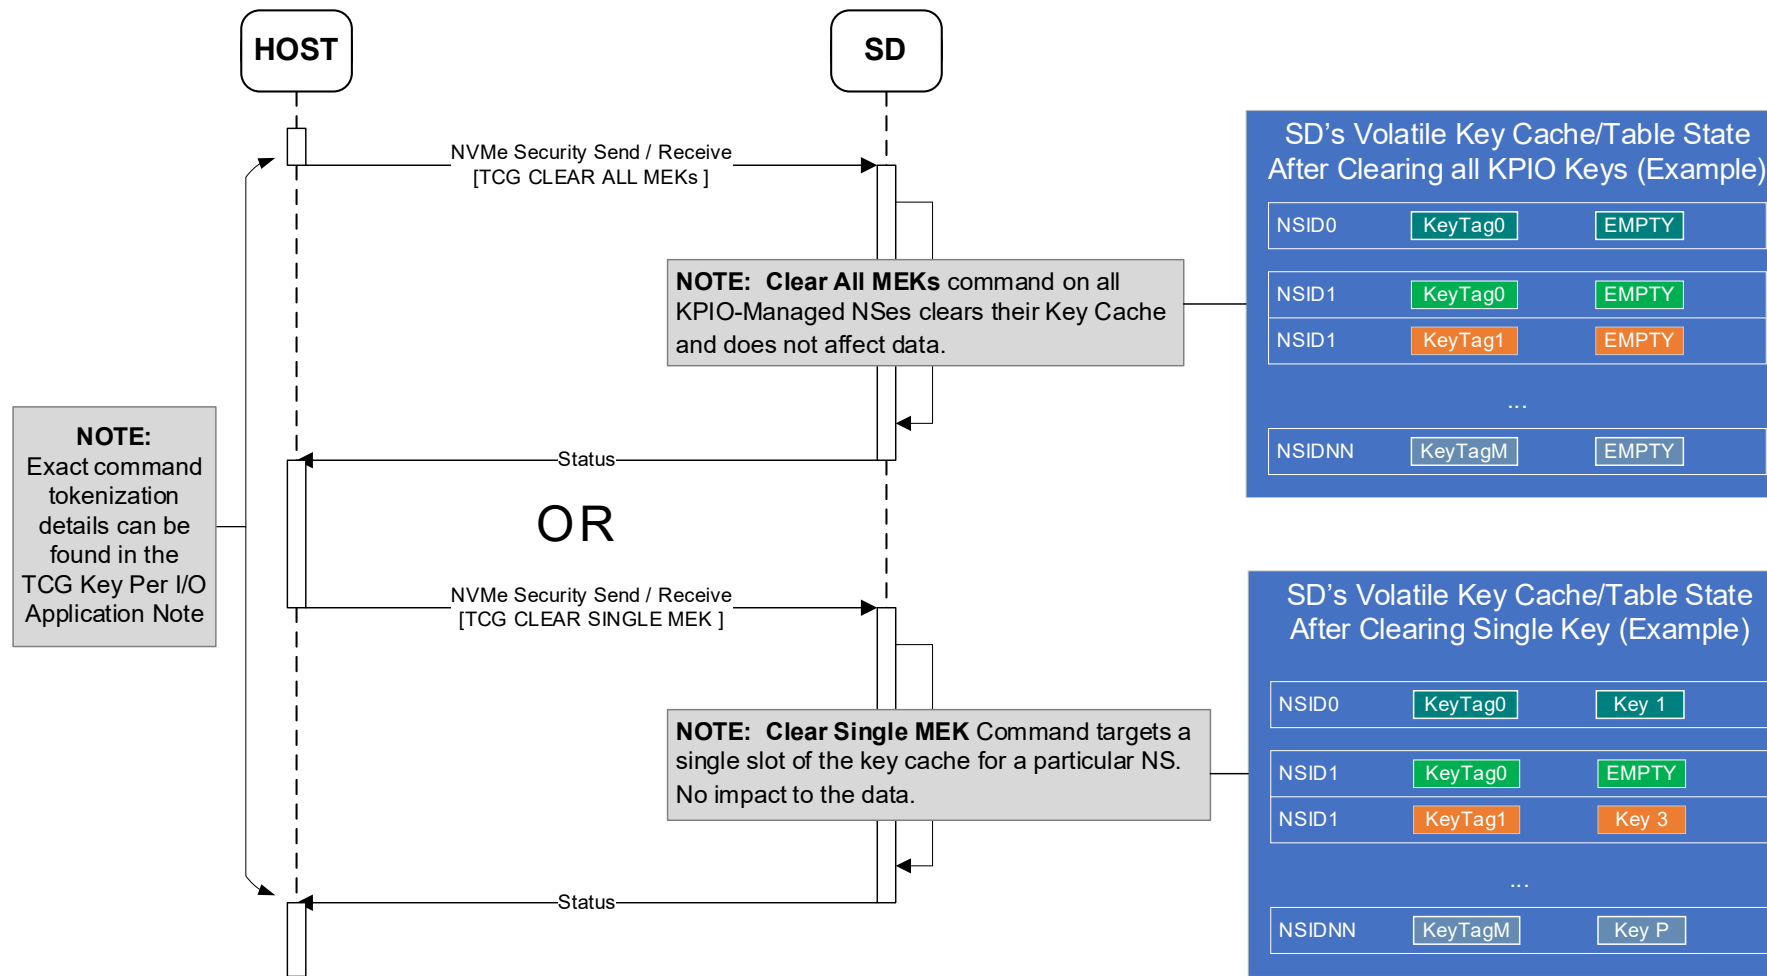 HOST
SD
NVMe Security Send / Receive
[TCG CLEAR ALL MEKs ]
SD's Volatile Key Cache/Table State
After Clearing all KPIO Keys (Example)
NSID0 KeyTag0 EMPTY
NSID1 KeyTag0 EMPTY
NSID1 KeyTag1 EMPTY
...
NSIDNN KeyTagM EMPTY
NOTE: Clear All MEKs command on all
KPIO-Managed NSes clears their Key Cache
and does not affect data.
NOTE:
Exact command
tokenization
details can be
found in the
TCG Key Per I/O
Application Note
Status
OR
NVMe Security Send / Receive
[TCG CLEAR SINGLE MEK ]
SD's Volatile Key Cache/Table State
After Clearing Single Key (Example)
NSID0 KeyTag0 Key 1
NSID1 KeyTag0 EMPTY
NSID1 KeyTag1 Key 3
...
NSIDNN KeyTagM Key P
NOTE: Clear Single MEK Command targets a
single slot of the key cache for a particular NS.
No impact to the data.
Status